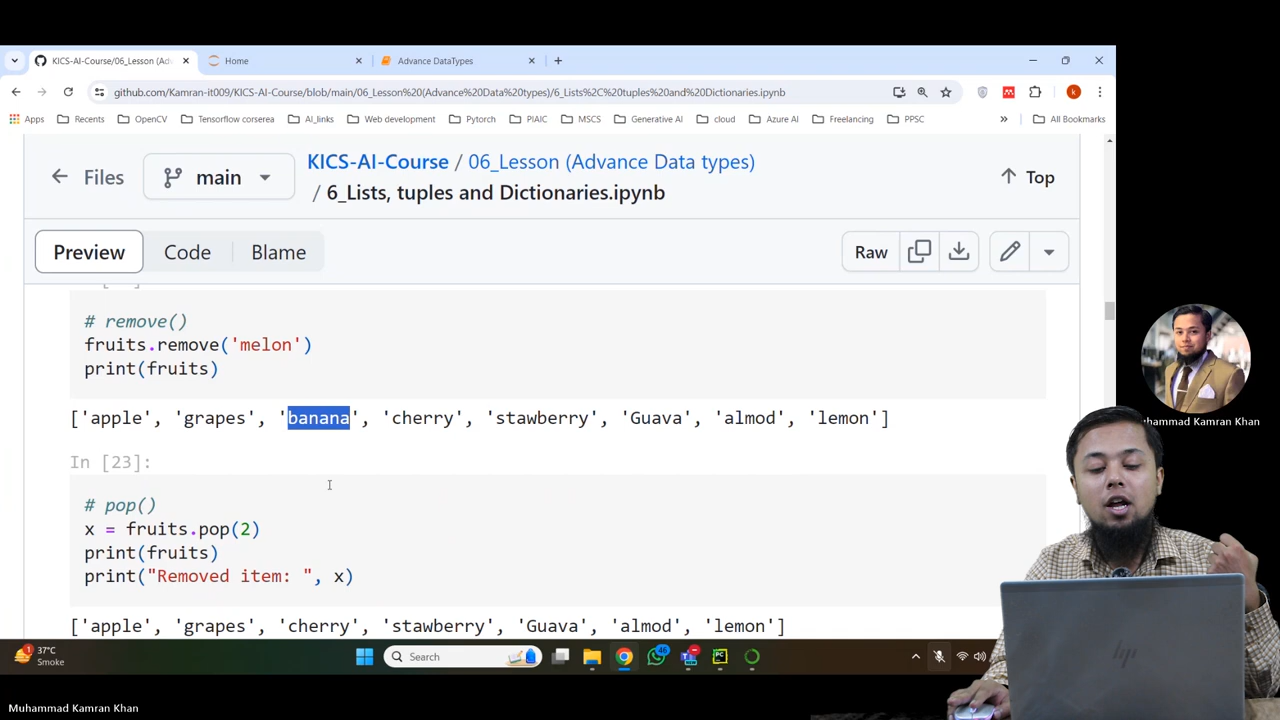 KICS-AI-Course/06_Lesson (Adv
Home
Advance DataTypes
github.com/Kamran-it009/KICS-AI-Course/blob/main/06_Lesson%20(Advance%20Data%20types)/6_Lists%2C%20tuples%20and%20Dictionaries.ipynb
Apps
Recents
OpenCV
Tensorflow corserea
AI_links
Web development
Pytorch
PIAIC
MSCS
Generative AI
cloud
Azure AI
Freelancing
PPSC
All Bookmarks
Files
main
KICS-AI-Course / 06_Lesson (Advance Data types)
/ 6_Lists, tuples and Dictionaries.ipynb
Top
Preview
Code
Blame
Raw
# remove()
fruits.remove('melon')
print(fruits)
['apple', 'grapes', 'banana', 'cherry', 'stawberry', 'Guava', 'almod', 'lemon']
In [23]:
# pop()
x = fruits.pop(2)
print(fruits)
print("Removed item: ", x)
['apple', 'grapes', 'cherry', 'stawberry', 'Guava', 'almod', 'lemon']
uhammad Kamran Khan
37°C
Smoke
Search
46
hp
Muhammad Kamran Khan